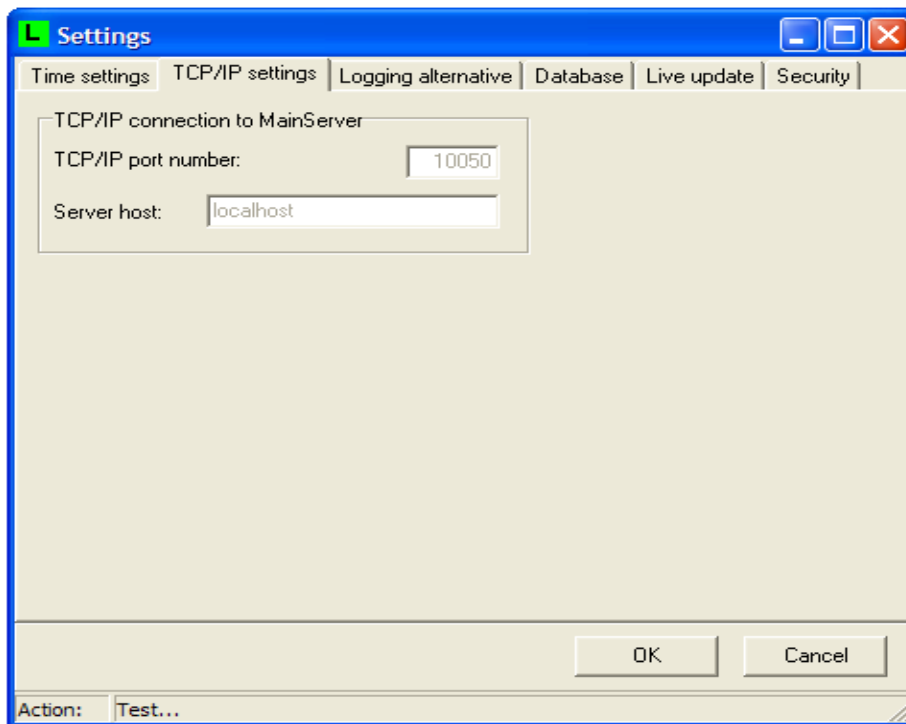 L Settings
Time settings TCP/IP settings Logging alternative Database Live update Security
TCP/IP connection to MainServer
TCP/IP port number: 10050
Server host: localhost
OK Cancel
Action: Test...